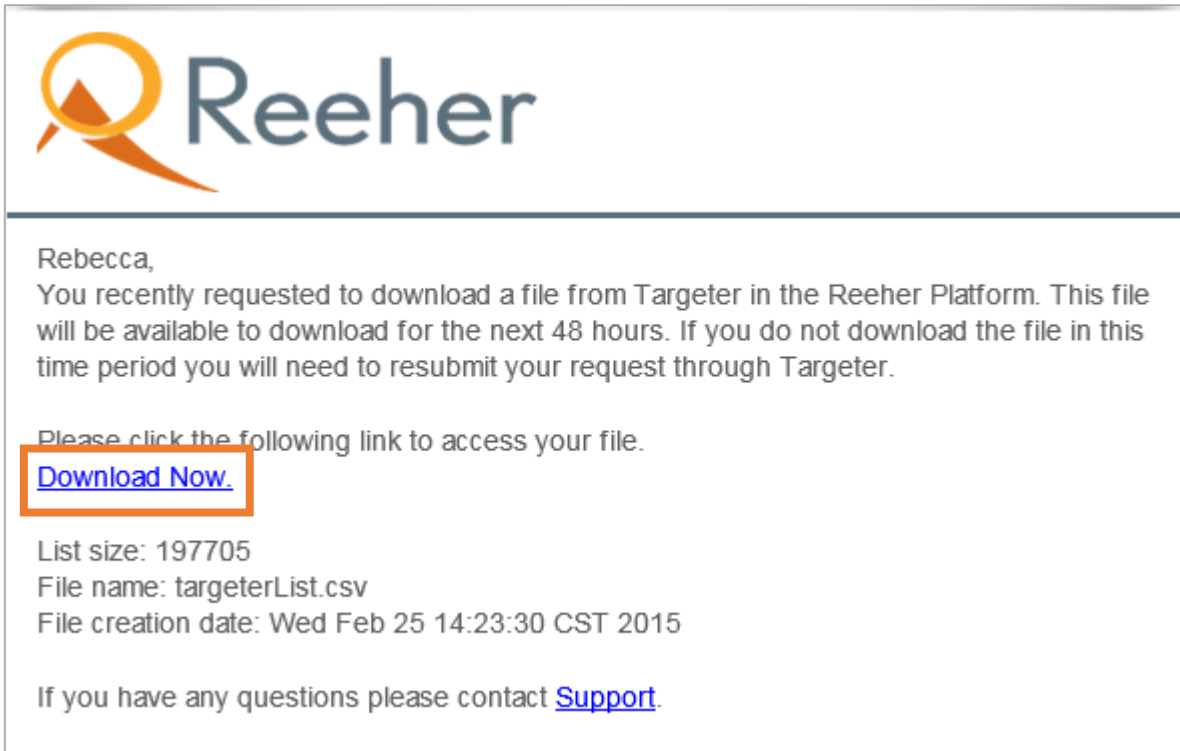 Reeher
Rebecca,
You recently requested to download a file from Targeter in the Reeher Platform. This file
will be available to download for the next 48 hours. If you do not download the file in this
time period you will need to resubmit your request through Targeter.
Please click the following link to access your file.
Download Now.
List size: 197705
File name: targeterList.csv
File creation date: Wed Feb 25 14:23:30 CST 2015
If you have any questions please contact Support.